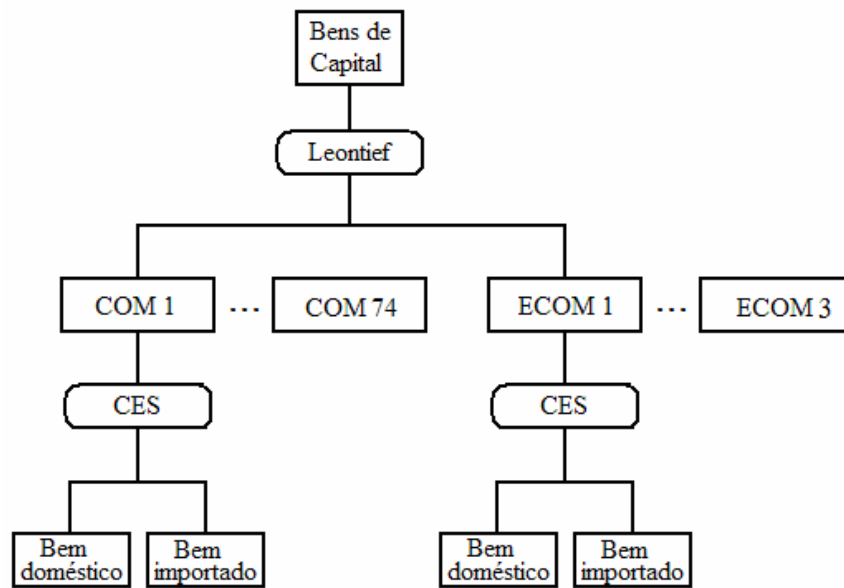 Bens de
Capital
Leontief
COM 1 ... COM 74 ECOM 1 ... ECOM 3
CES CES
Bem
doméstico
Bem
importado
Bem
doméstico
Bem
importado